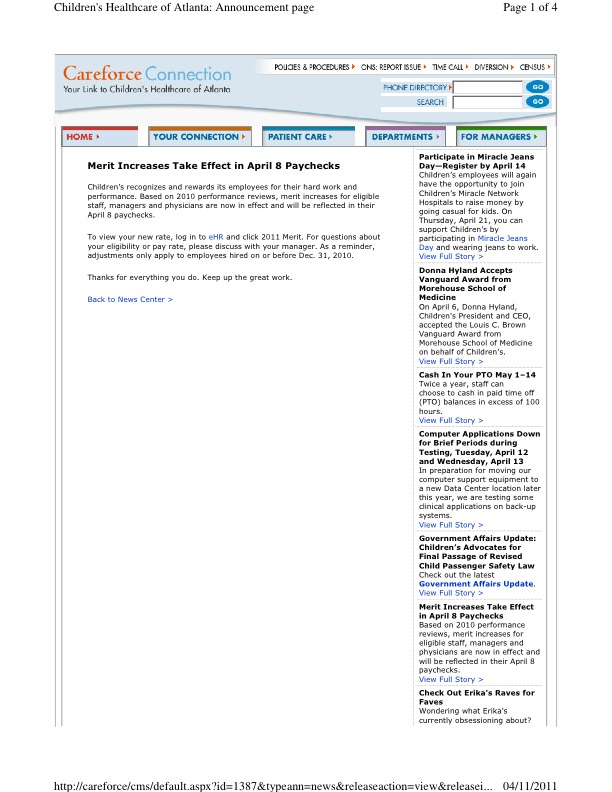 Children's Healthcare of Atlanta: Announcement page
Page 1 of 4
Careforce Connection
Your Link to Children's Healthcare of Atlanta
POLICIES & PROCEDURES
ONS: REPORT ISSUE
TIME CALL
DIVERSION
CENSUS
PHONE DIRECTORY
GO
SEARCH
GO
HOME
YOUR CONNECTION
PATIENT CARE
DEPARTMENTS
FOR MANAGERS
Merit Increases Take Effect in April 8 Paychecks
Children's recognizes and rewards its employees for their hard work and
performance. Based on 2010 performance reviews, merit increases for eligible
staff, managers and physicians are now in effect and will be reflected in their
April 8 paychecks.
To view your new rate, log in to eHR and click 2011 Merit. For questions about
your eligibility or pay rate, please discuss with your manager. As a reminder,
adjustments only apply to employees hired on or before Dec. 31, 2010.
Thanks for everything you do. Keep up the great work.
Back to News Center >
Participate in Miracle Jeans
Day—Register by April 14
Children's employees will again
have the opportunity to join
Children's Miracle Network
Hospitals to raise money by
going casual for kids. On
Thursday, April 21, you can
support Children's by
participating in Miracle Jeans
Day and wearing jeans to work.
View Full Story >
Donna Hyland Accepts
Vanguard Award from
Morehouse School of
Medicine
On April 6, Donna Hyland,
Children's President and CEO,
accepted the Louis C. Brown
Vanguard Award from
Morehouse School of Medicine
on behalf of Children's.
View Full Story >
Cash In Your PTO May 1–14
Twice a year, staff can
choose to cash in paid time off
(PTO) balances in excess of 100
hours.
View Full Story >
Computer Applications Down
for Brief Periods during
Testing, Tuesday, April 12
and Wednesday, April 13
In preparation for moving our
computer support equipment to
a new Data Center location later
this year, we are testing some
clinical applications on back-up
systems.
View Full Story >
Government Affairs Update:
Children's Advocates for
Final Passage of Revised
Child Passenger Safety Law
Check out the latest
Government Affairs Update.
View Full Story >
Merit Increases Take Effect
in April 8 Paychecks
Based on 2010 performance
reviews, merit increases for
eligible staff, managers and
physicians are now in effect and
will be reflected in their April 8
paychecks.
View Full Story >
Check Out Erika's Raves for
Faves
Wondering what Erika's
currently obsessioning about?
http://careforce/cms/default.aspx?id=1387&typeann=news&releaseaction=view&releasei...
04/11/2011